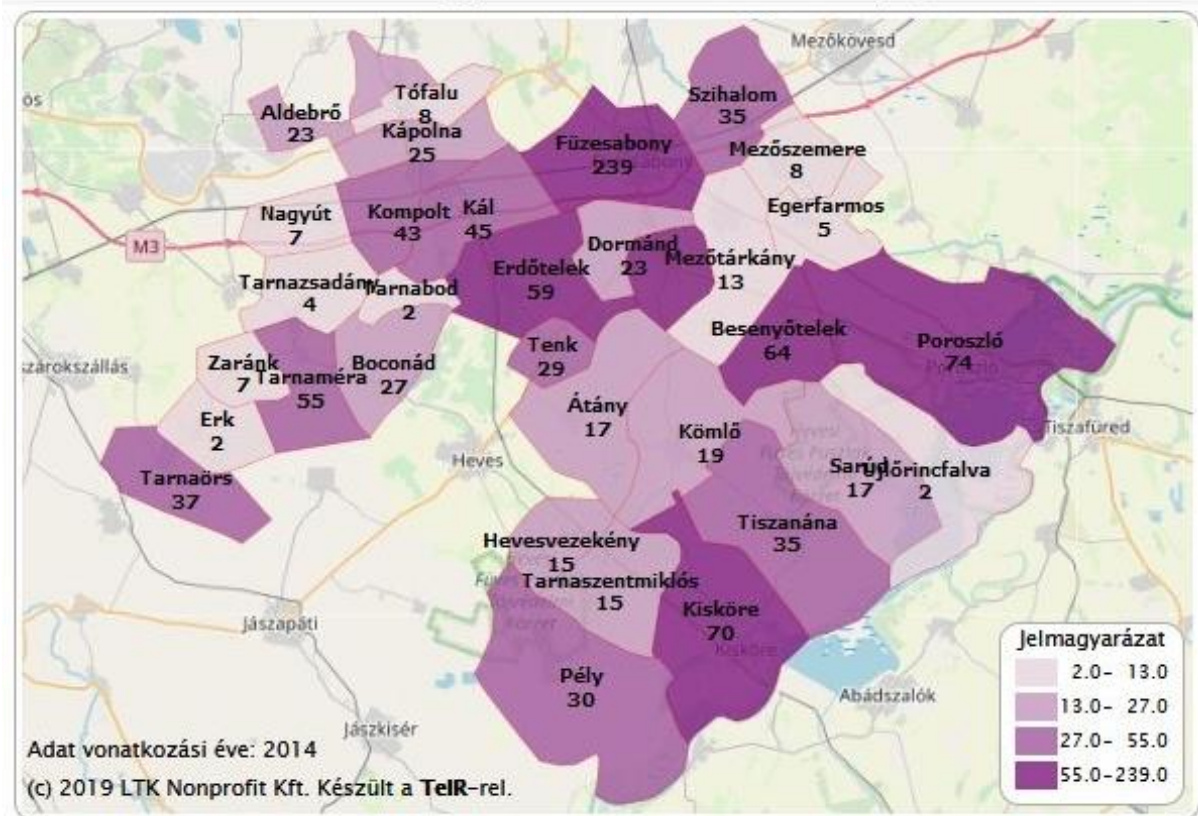 Mezőkövesd
ös
Aldebrő
23
Tófalu
8
Kápolna
25
Füzesabony
239
Szihalom
35
Mezőszemere
8
Egerfarmos
5
Nagyút
7
Kompolt
43
Kál
45
Dormánd
23
Mezőtárkány
13
M3
Erdőtelek
59
Tarnazsadány
4
Tarnabod
2
Besenyőtelek
64
Poroszló
74
Tenk
29
Zaránk
7
Tarnaméra
55
Boconád
27
szárokszállás
Átány
17
Erk
2
Kömlő
19
Tiszafüred
Heves
Tarnaörs
37
Sarud
17
Újlőrincfalva
2
Tiszanána
35
Hevesvezekény
15
Tarnaszentmiklós
15
Kisköre
70
Kisköre
Jászapáti
Pély
30
Abádszalók
Jászkisér
Jelmagyarázat
2.0- 13.0
13.0- 27.0
27.0- 55.0
55.0-239.0
Adat vonatkozási éve: 2014
(c) 2019 LTK Nonprofit Kft. Készült a TeIR-rel.